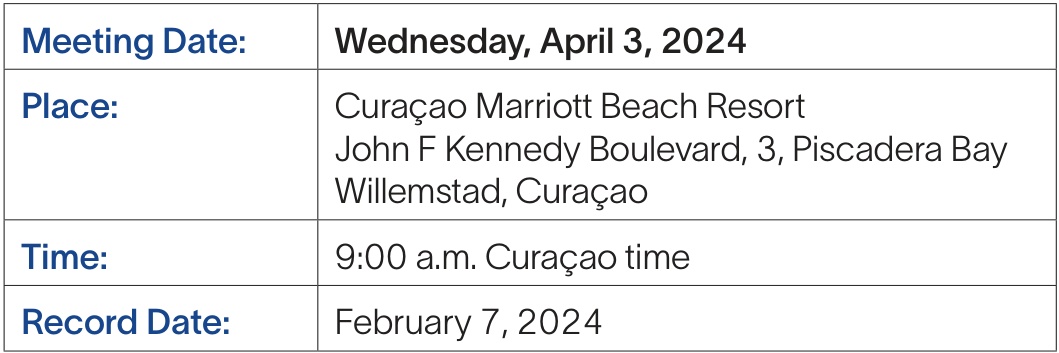 Meeting Date: Wednesday, April 3, 2024
Place: Curaçao Marriott Beach Resort
John F Kennedy Boulevard, 3, Piscadera Bay
Willemstad, Curaçao
Time: 9:00 a.m. Curaçao time
Record Date: February 7, 2024